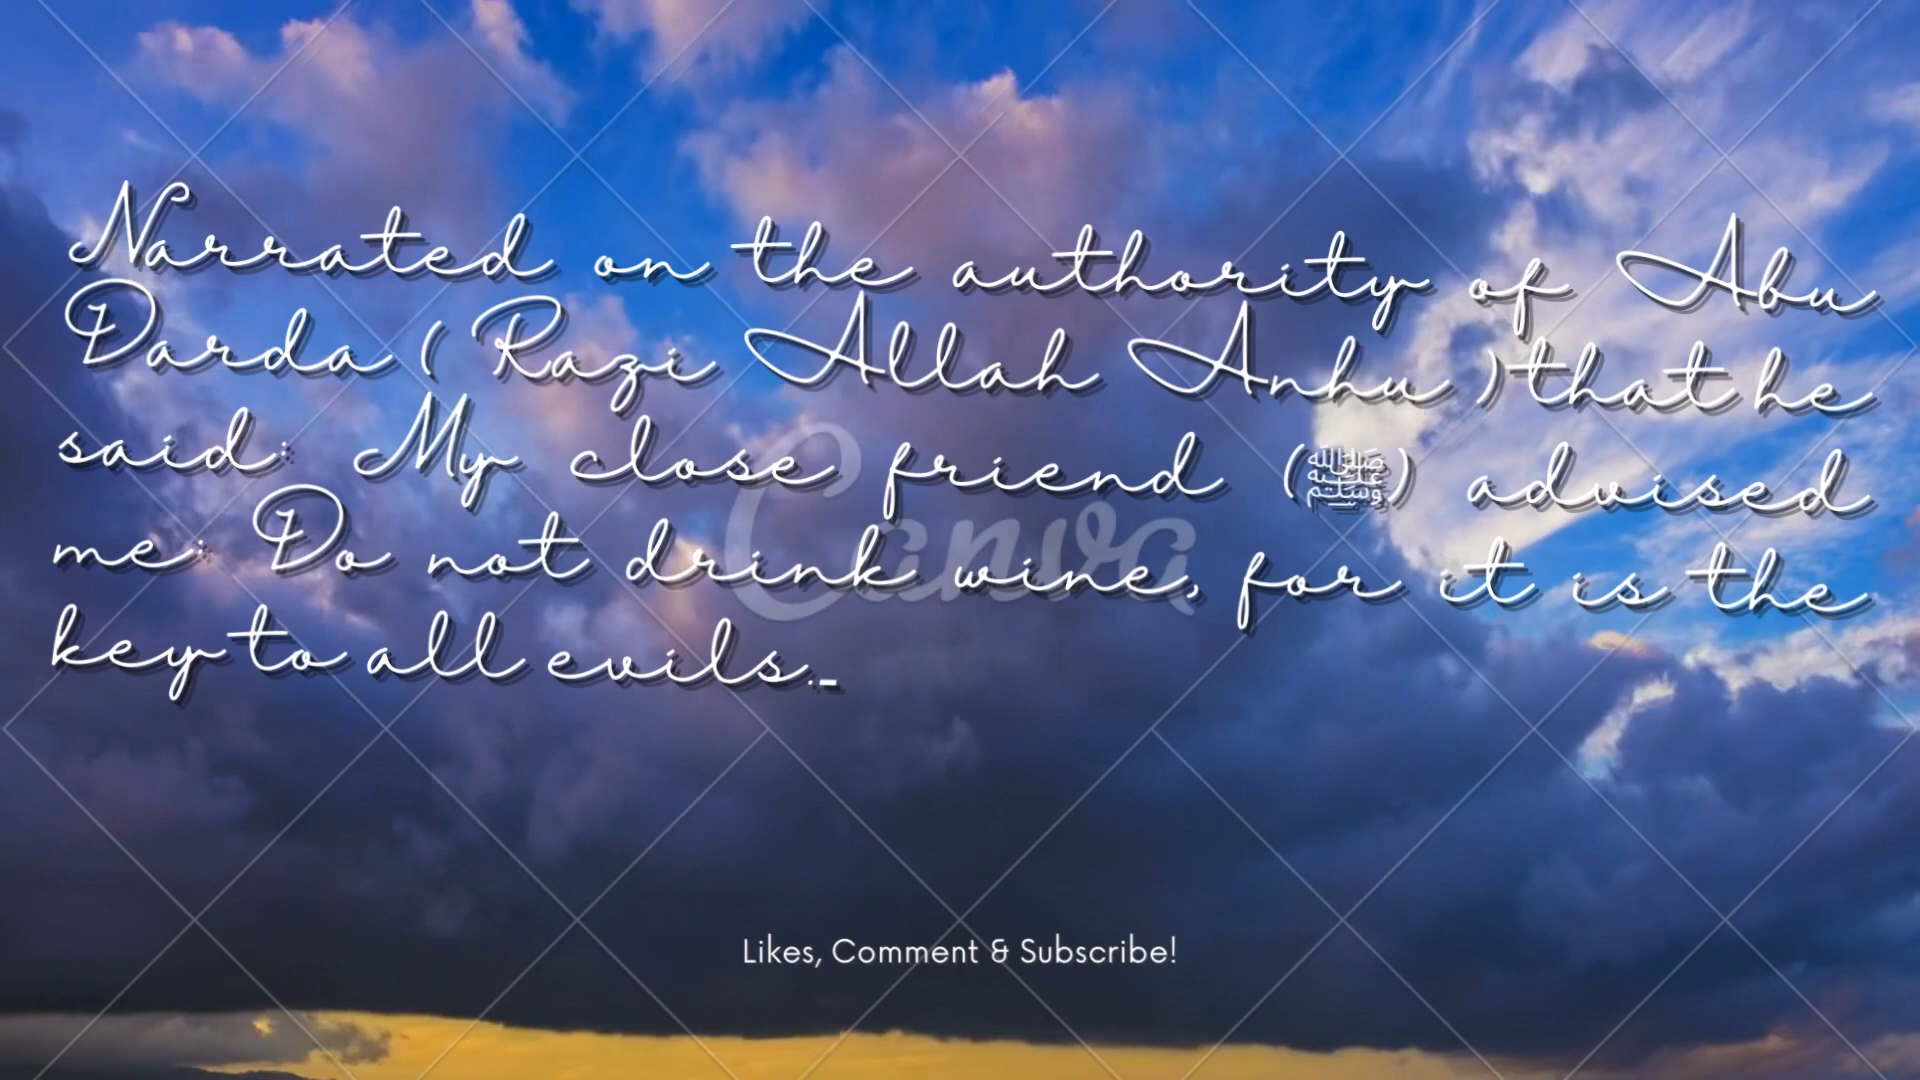 Narrated on the authority of Abu
Darda ( Razi Allah Anhu )that he
said: My close friend (ﷺ) advised
me: Do not drink wine, for it is the
key to all evils.-
Canva
Likes, Comment & Subscribe!